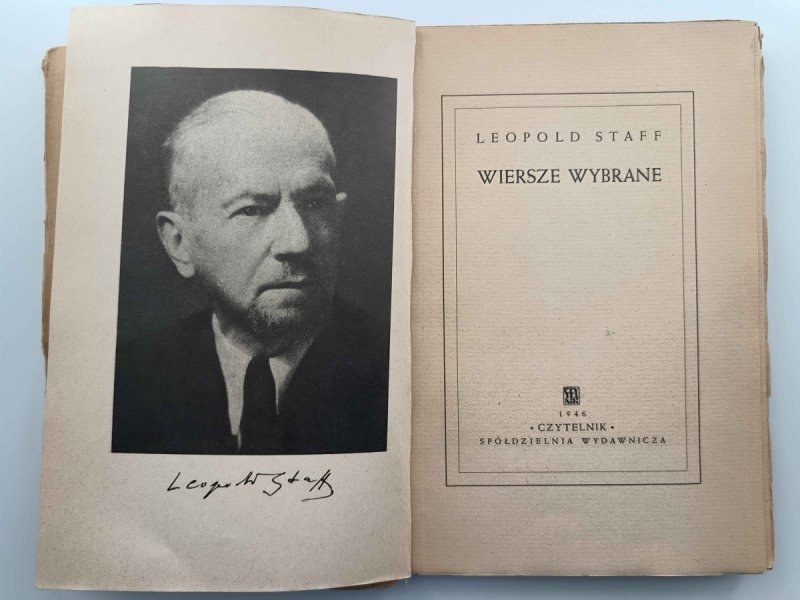 Leopold Staff
LEOPOLD STAFF
WIERSZE WYBRANE
1946
• CZYTELNIK •
SPÓŁDZIELNIA WYDAWNICZA